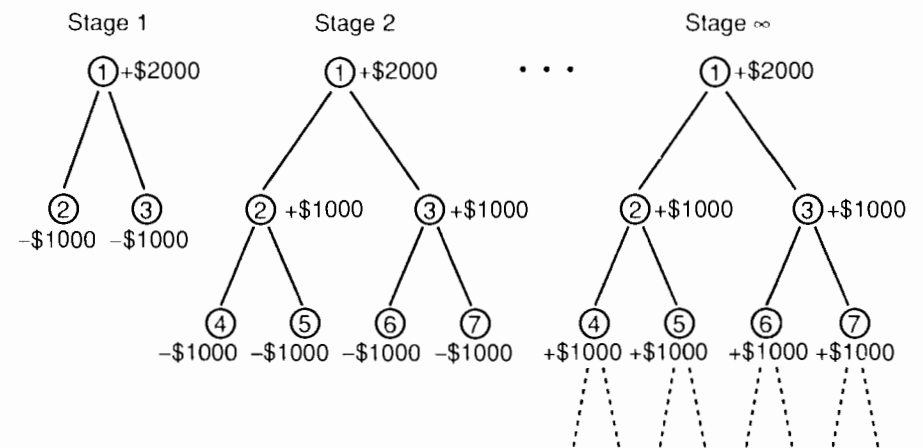 Stage 1 Stage 2 Stage ∞
1 +$2000 1 +$2000 . . . 1 +$2000
2 3 2 +$1000 3 +$1000 2 +$1000 3 +$1000
−$1000 −$1000
4 5 6 7 4 5 6 7
−$1000 −$1000 −$1000 −$1000 +$1000 +$1000 +$1000 +$1000